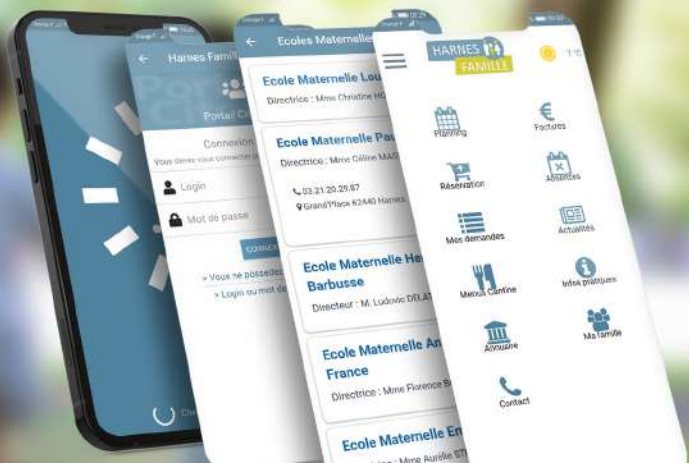 Harnes Famill
Portail Ci
Connexion
Vous devez vous connecter
Login
Mot de passe
CONNEX
» Vous ne possédez
» Login ou mot de
Ecoles Maternelle
Ecole Maternelle Lou
Directrice : Mme Christine
Ecole Maternelle Pau
Directrice : Mme Céline MAS
03.21.20.29.87
Grand'Place 62440 Harnes
Ecole Maternelle He
Barbusse
Directeur : M. Ludovic DELAT
Ecole Maternelle An
France
Directrice : Mme Florence
Ecole Maternelle Em
Mme Aurélie
HARNES
FAMILLE
Planning
Factures
Réservation
Absences
Mes demandes
Actualités
Menus Cantine
Infos pratiques
Annuaire
Ma famille
Contact